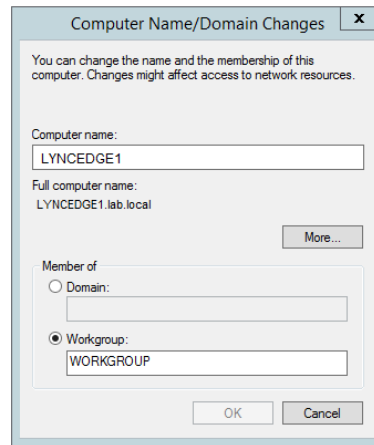 Computer Name/Domain Changes
x
You can change the name and the membership of this
computer. Changes might affect access to network resources.
Computer name:
LYNCEDGE1
Full computer name:
LYNCEDGE1.lab.local
More...
Member of
Domain:
Workgroup:
WORKGROUP
OK
Cancel